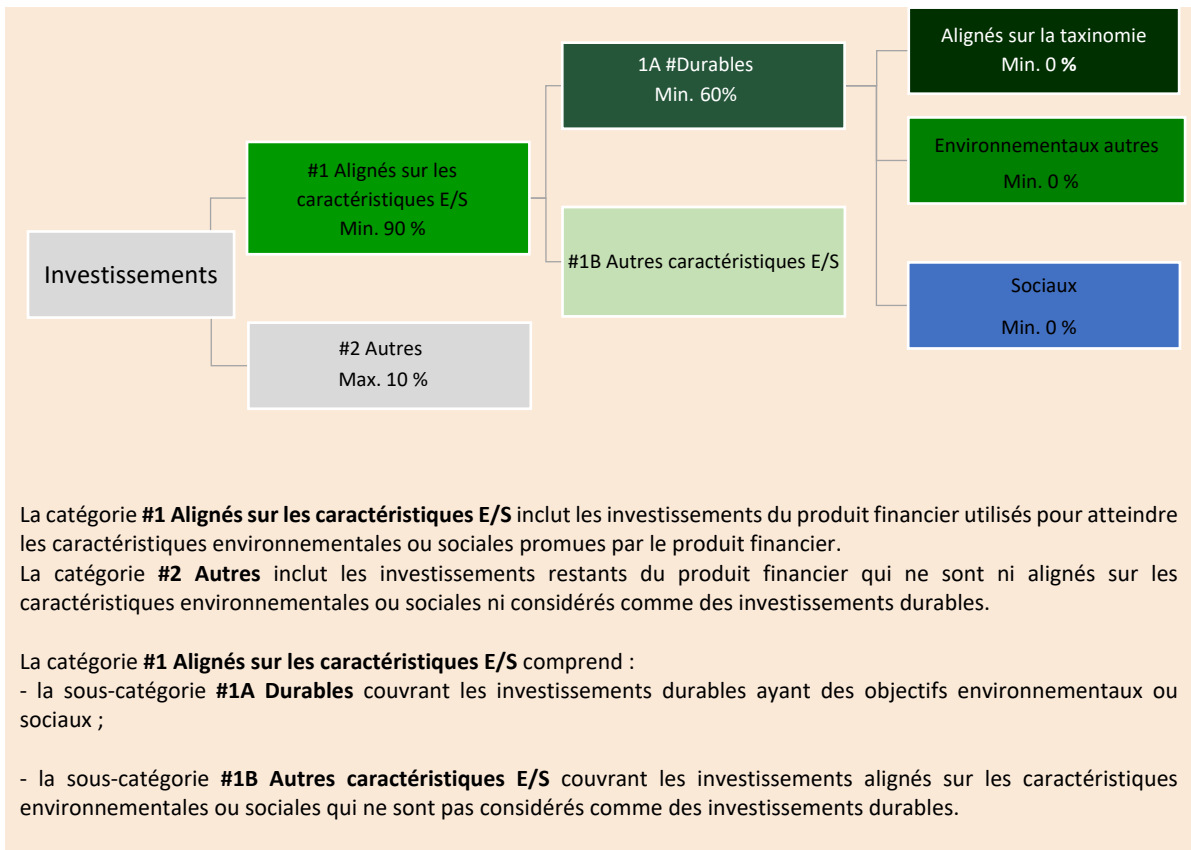 Investissements
#1 Alignés sur les
caractéristiques E/S
Min. 90 %
#2 Autres
Max. 10 %
1A #Durables
Min. 60%
#1B Autres caractéristiques E/S
Alignés sur la taxinomie
Min. 0 %
Environnementaux autres
Min. 0 %
Sociaux
Min. 0 %
La catégorie #1 Alignés sur les caractéristiques E/S inclut les investissements du produit financier utilisés pour atteindre
les caractéristiques environnementales ou sociales promues par le produit financier.
La catégorie #2 Autres inclut les investissements restants du produit financier qui ne sont ni alignés sur les
caractéristiques environnementales ou sociales ni considérés comme des investissements durables.
La catégorie #1 Alignés sur les caractéristiques E/S comprend :
- la sous-catégorie #1A Durables couvrant les investissements durables ayant des objectifs environnementaux ou
sociaux ;
- la sous-catégorie #1B Autres caractéristiques E/S couvrant les investissements alignés sur les caractéristiques
environnementales ou sociales qui ne sont pas considérés comme des investissements durables.